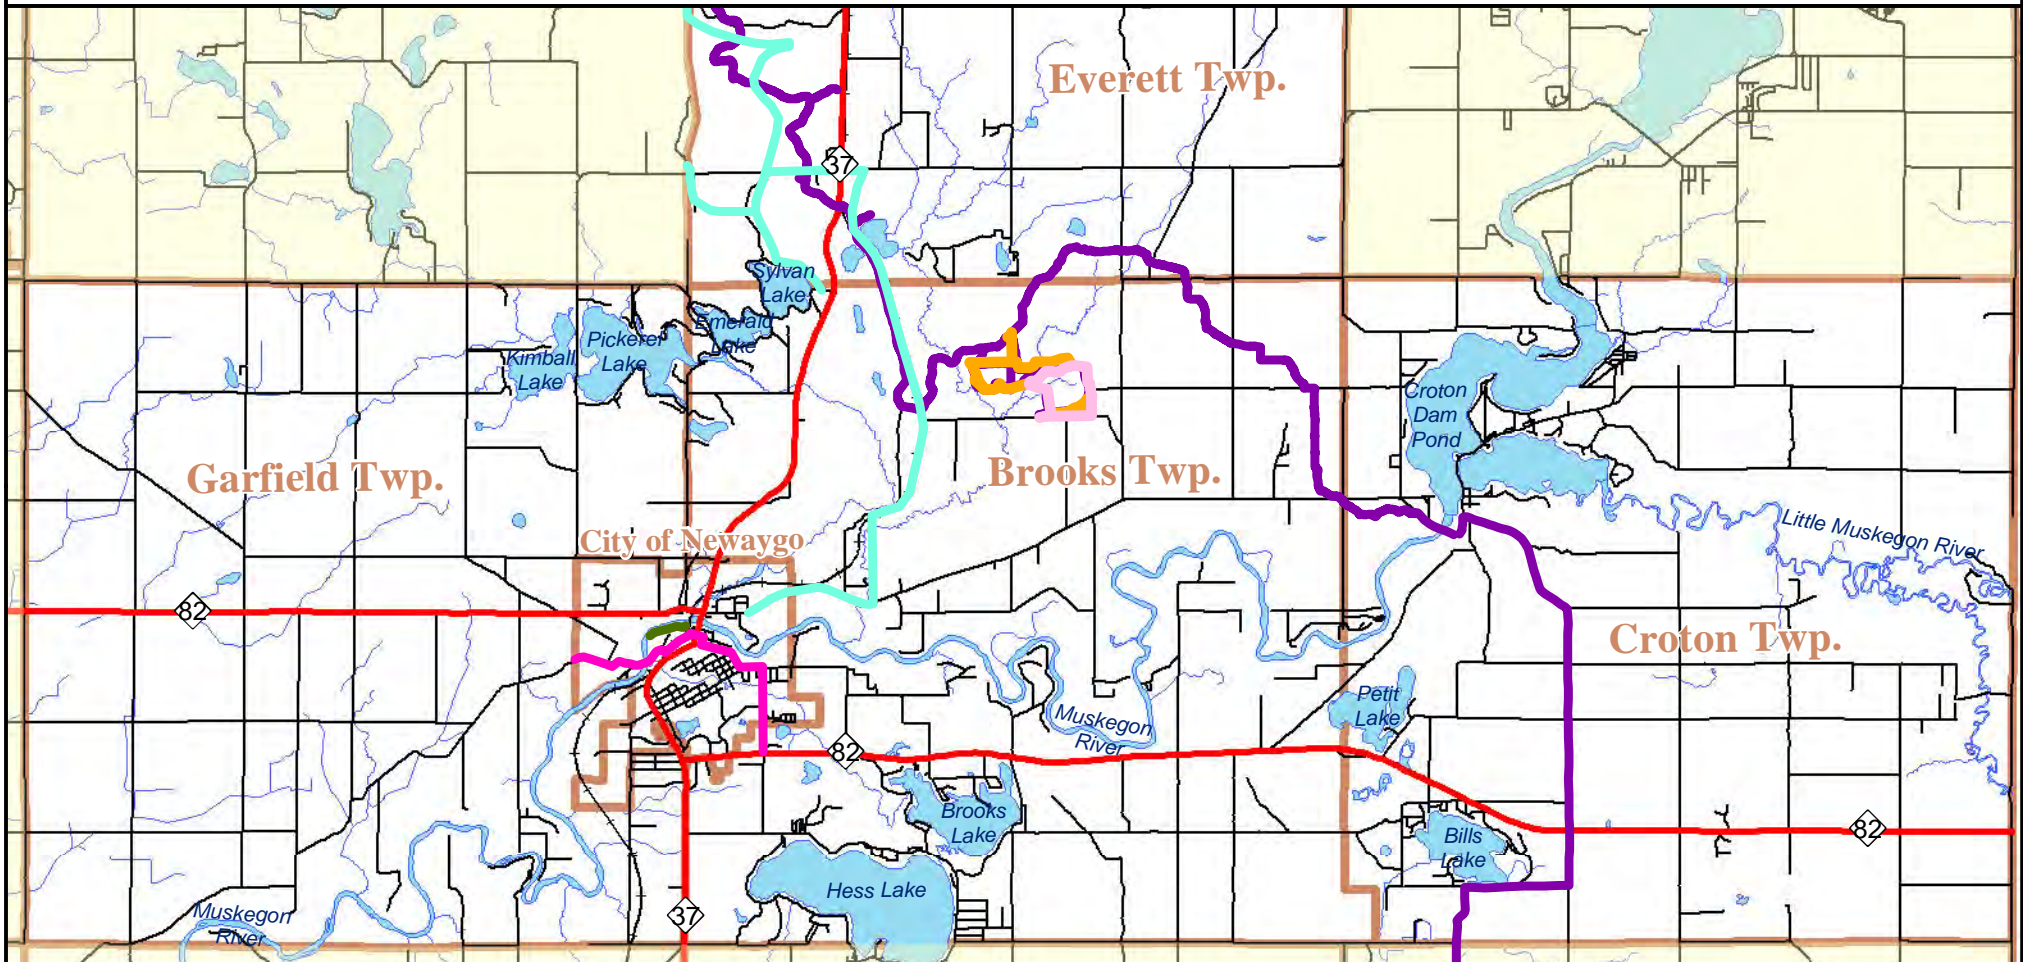 Everett Twp.
37
Sylvan
Lake
Emerald
Lake
Pickerel
Lake
Kimball
Lake
Croton
Dam
Pond
Garfield Twp.
Brooks Twp.
City of Newaygo
Little Muskegon River
82
Croton Twp.
Petit
Lake
Muskegon
River
82
Brooks
Lake
Bills
Lake
82
Hess Lake
37
Muskegon
River